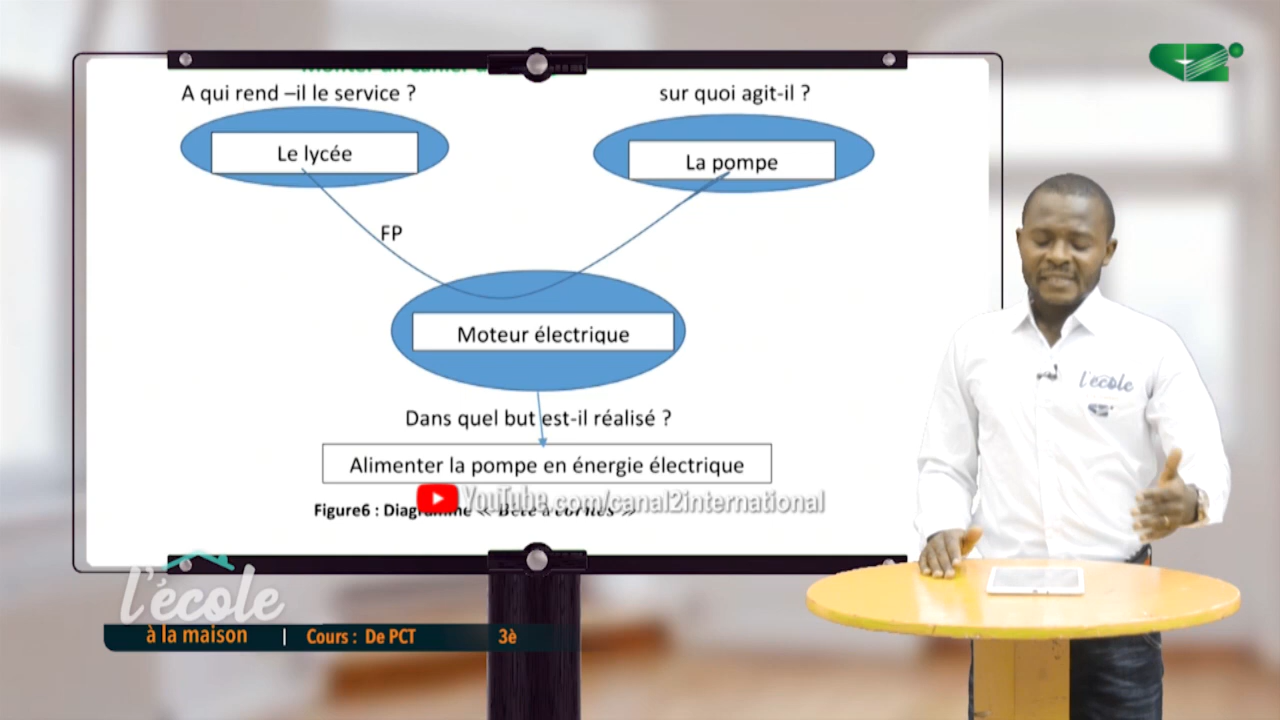 A qui rend –il le service ?
sur quoi agit-il ?
Le lycée
La pompe
FP
Moteur électrique
Dans quel but est-il réalisé ?
Alimenter la pompe en énergie électrique
YouTube.com/canal2international
Figure6 : Diagramme « Bête à cornes »
l'école
l'école
à la maison | Cours : De PCT 3è